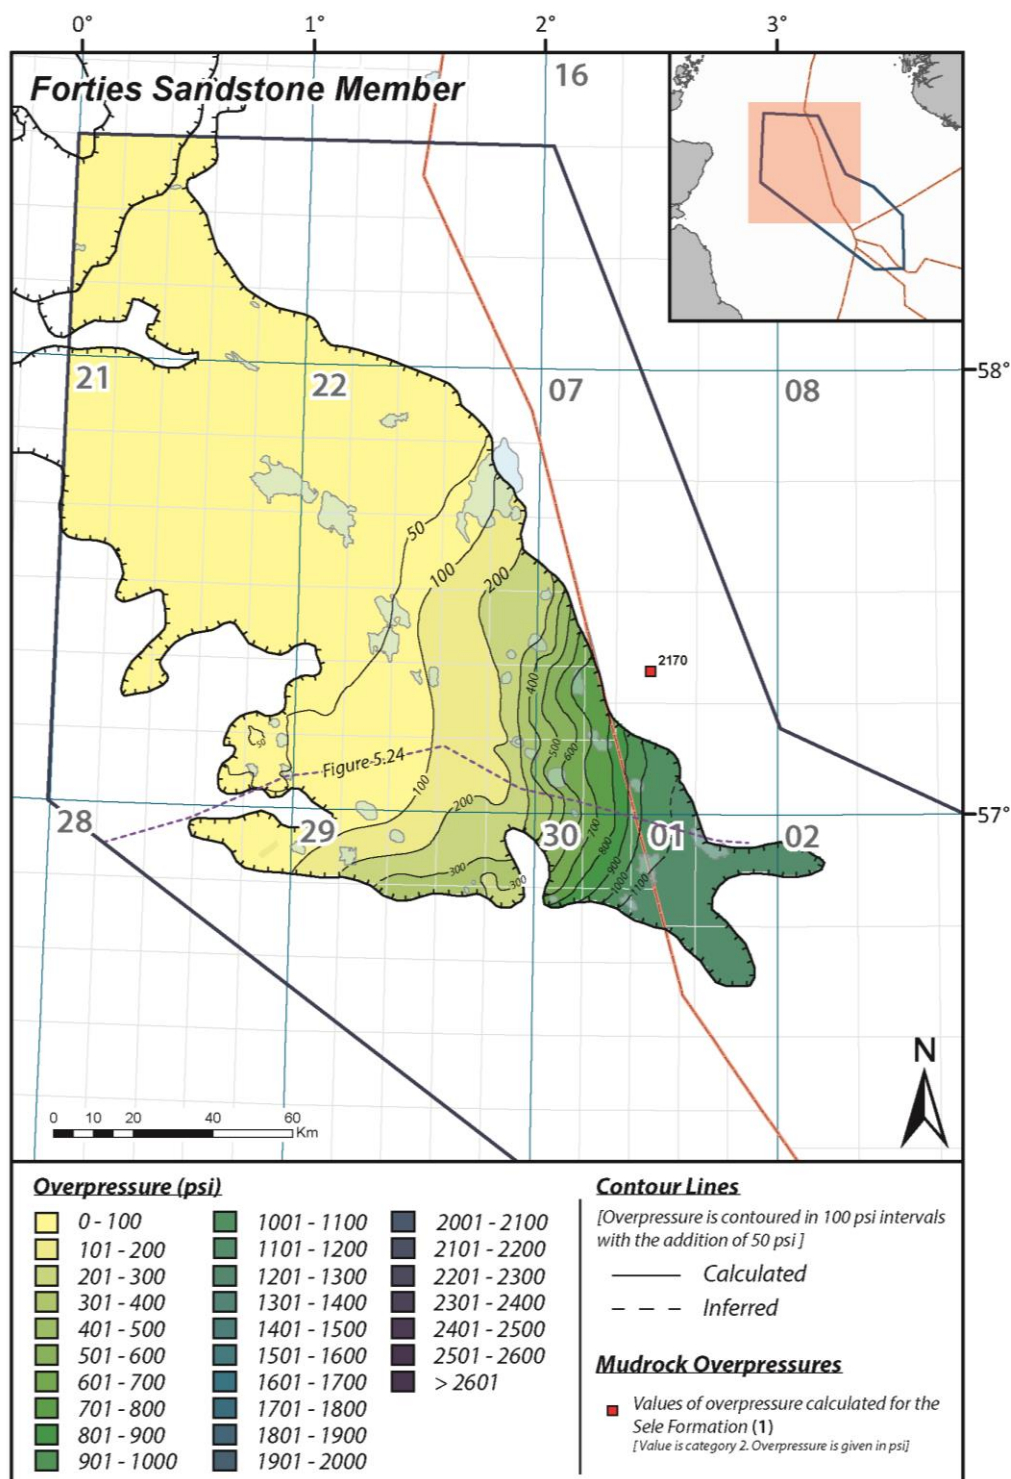 0° 1° 2° 3°
Forties Sandstone Member
16
58°
21 22 07 08
50
100
200
400
2170
500
600
50
Figure-5.24
100
200
57°
28 29 30 01 02
700
800
300
900
300
1000
1100
N
0 10 20 40 60
Km
Overpressure (psi)
0 - 100
101 - 200
201 - 300
301 - 400
401 - 500
501 - 600
601 - 700
701 - 800
801 - 900
901 - 1000
1001 - 1100
1101 - 1200
1201 - 1300
1301 - 1400
1401 - 1500
1501 - 1600
1601 - 1700
1701 - 1800
1801 - 1900
1901 - 2000
2001 - 2100
2101 - 2200
2201 - 2300
2301 - 2400
2401 - 2500
2501 - 2600
> 2601
Contour Lines
[Overpressure is contoured in 100 psi intervals
with the addition of 50 psi ]
Calculated
Inferred
Mudrock Overpressures
Values of overpressure calculated for the
Sele Formation (1)
[Value is category 2. Overpressure is given in psi]